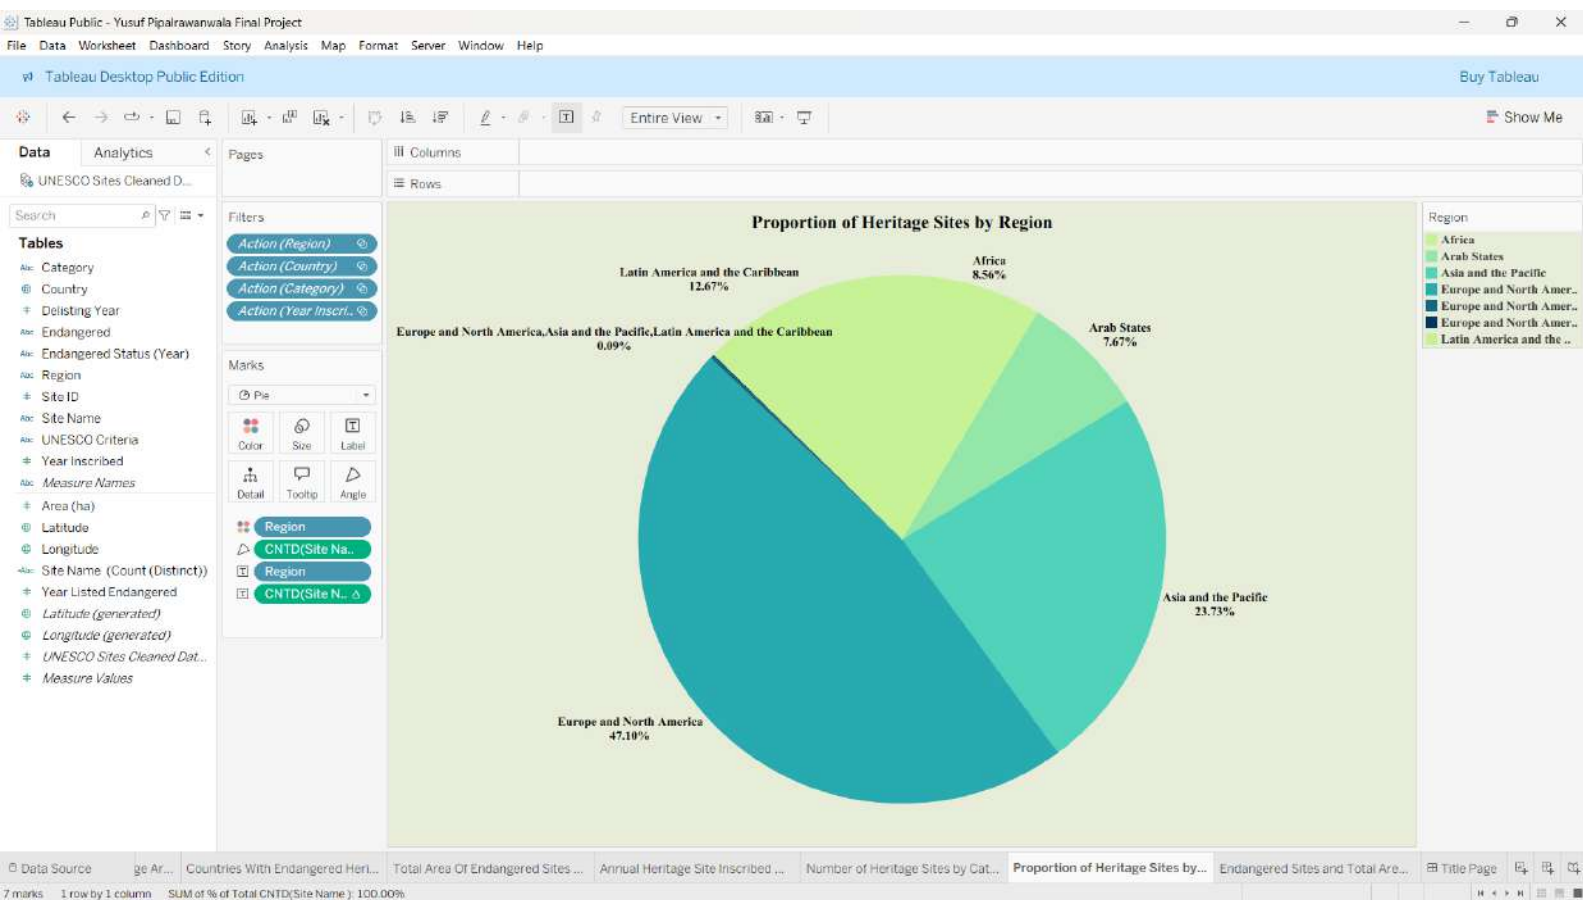 Tableau Public - Yusuf Pipalrawanwala Final Project
File Data Worksheet Dashboard Story Analysis Map Format Server Window Help
Tableau Desktop Public Edition
Buy Tableau
Entire View
Show Me
Data Analytics
UNESCO Sites Cleaned D...
Search
Tables
Abc Category
Country
Delisting Year
Abc Endangered
Abc Endangered Status (Year)
Abc Region
Site ID
Abc Site Name
Abc UNESCO Criteria
Year Inscribed
Abc Measure Names
Area (ha)
Latitude
Longitude
Site Name (Count (Distinct))
Year Listed Endangered
Latitude (generated)
Longitude (generated)
UNESCO Sites Cleaned Dat...
Measure Values
Pages
Filters
Action (Region)
Action (Country)
Action (Category)
Action (Year Inscri..
Marks
Pie
Color Size Label
Detail Tooltip Angle
Region
CNTD(Site Na..
Region
CNTD(Site N..
Columns
Rows
Proportion of Heritage Sites by Region
Africa
8.56%
Latin America and the Caribbean
12.67%
Europe and North America,Asia and the Pacific,Latin America and the Caribbean
0.09%
Arab States
7.67%
Asia and the Pacific
23.73%
Europe and North America
47.10%
Region
Africa
Arab States
Asia and the Pacific
Europe and North Amer..
Europe and North Amer..
Europe and North Amer..
Latin America and the ..
Data Source ge Ar... Countries With Endangered Heri... Total Area Of Endangered Sites ... Annual Heritage Site Inscribed ... Number of Heritage Sites by Cat... Proportion of Heritage Sites by... Endangered Sites and Total Are... Title Page
7 marks 1 row by 1 column SUM of % of Total CNTD(Site Name ): 100.00%